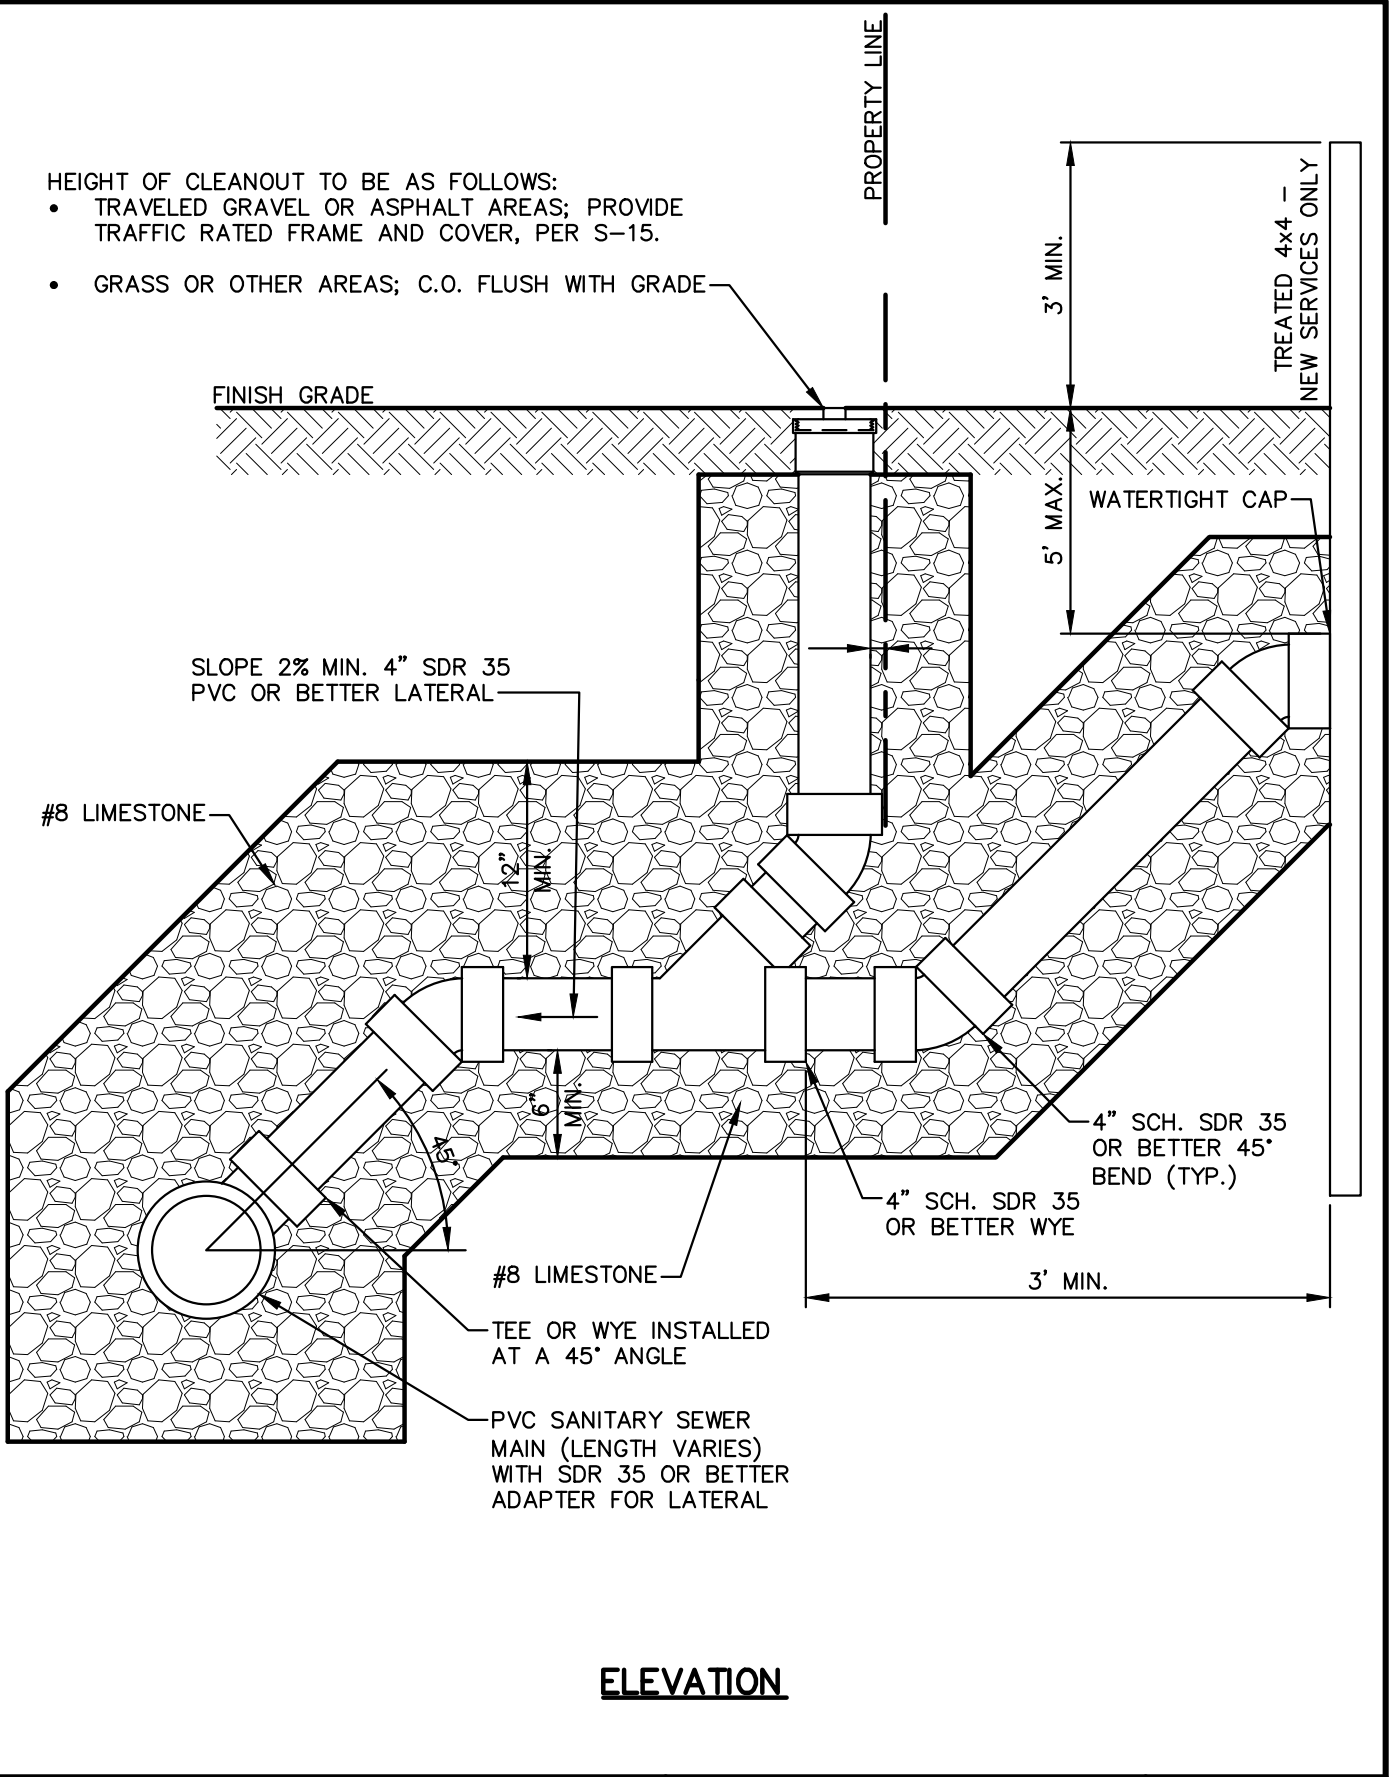 PROPERTY LINE
HEIGHT OF CLEANOUT TO BE AS FOLLOWS:
• TRAVELED GRAVEL OR ASPHALT AREAS; PROVIDE
TRAFFIC RATED FRAME AND COVER, PER S-15.
• GRASS OR OTHER AREAS; C.O. FLUSH WITH GRADE
3' MIN.
TREATED 4x4 -
NEW SERVICES ONLY
FINISH GRADE
5' MAX.
WATERTIGHT CAP
SLOPE 2% MIN. 4" SDR 35
PVC OR BETTER LATERAL
#8 LIMESTONE
12"
MIN.
6"
MIN.
45°
4" SCH. SDR 35
OR BETTER 45°
BEND (TYP.)
4" SCH. SDR 35
OR BETTER WYE
#8 LIMESTONE
3' MIN.
TEE OR WYE INSTALLED
AT A 45° ANGLE
PVC SANITARY SEWER
MAIN (LENGTH VARIES)
WITH SDR 35 OR BETTER
ADAPTER FOR LATERAL
ELEVATION